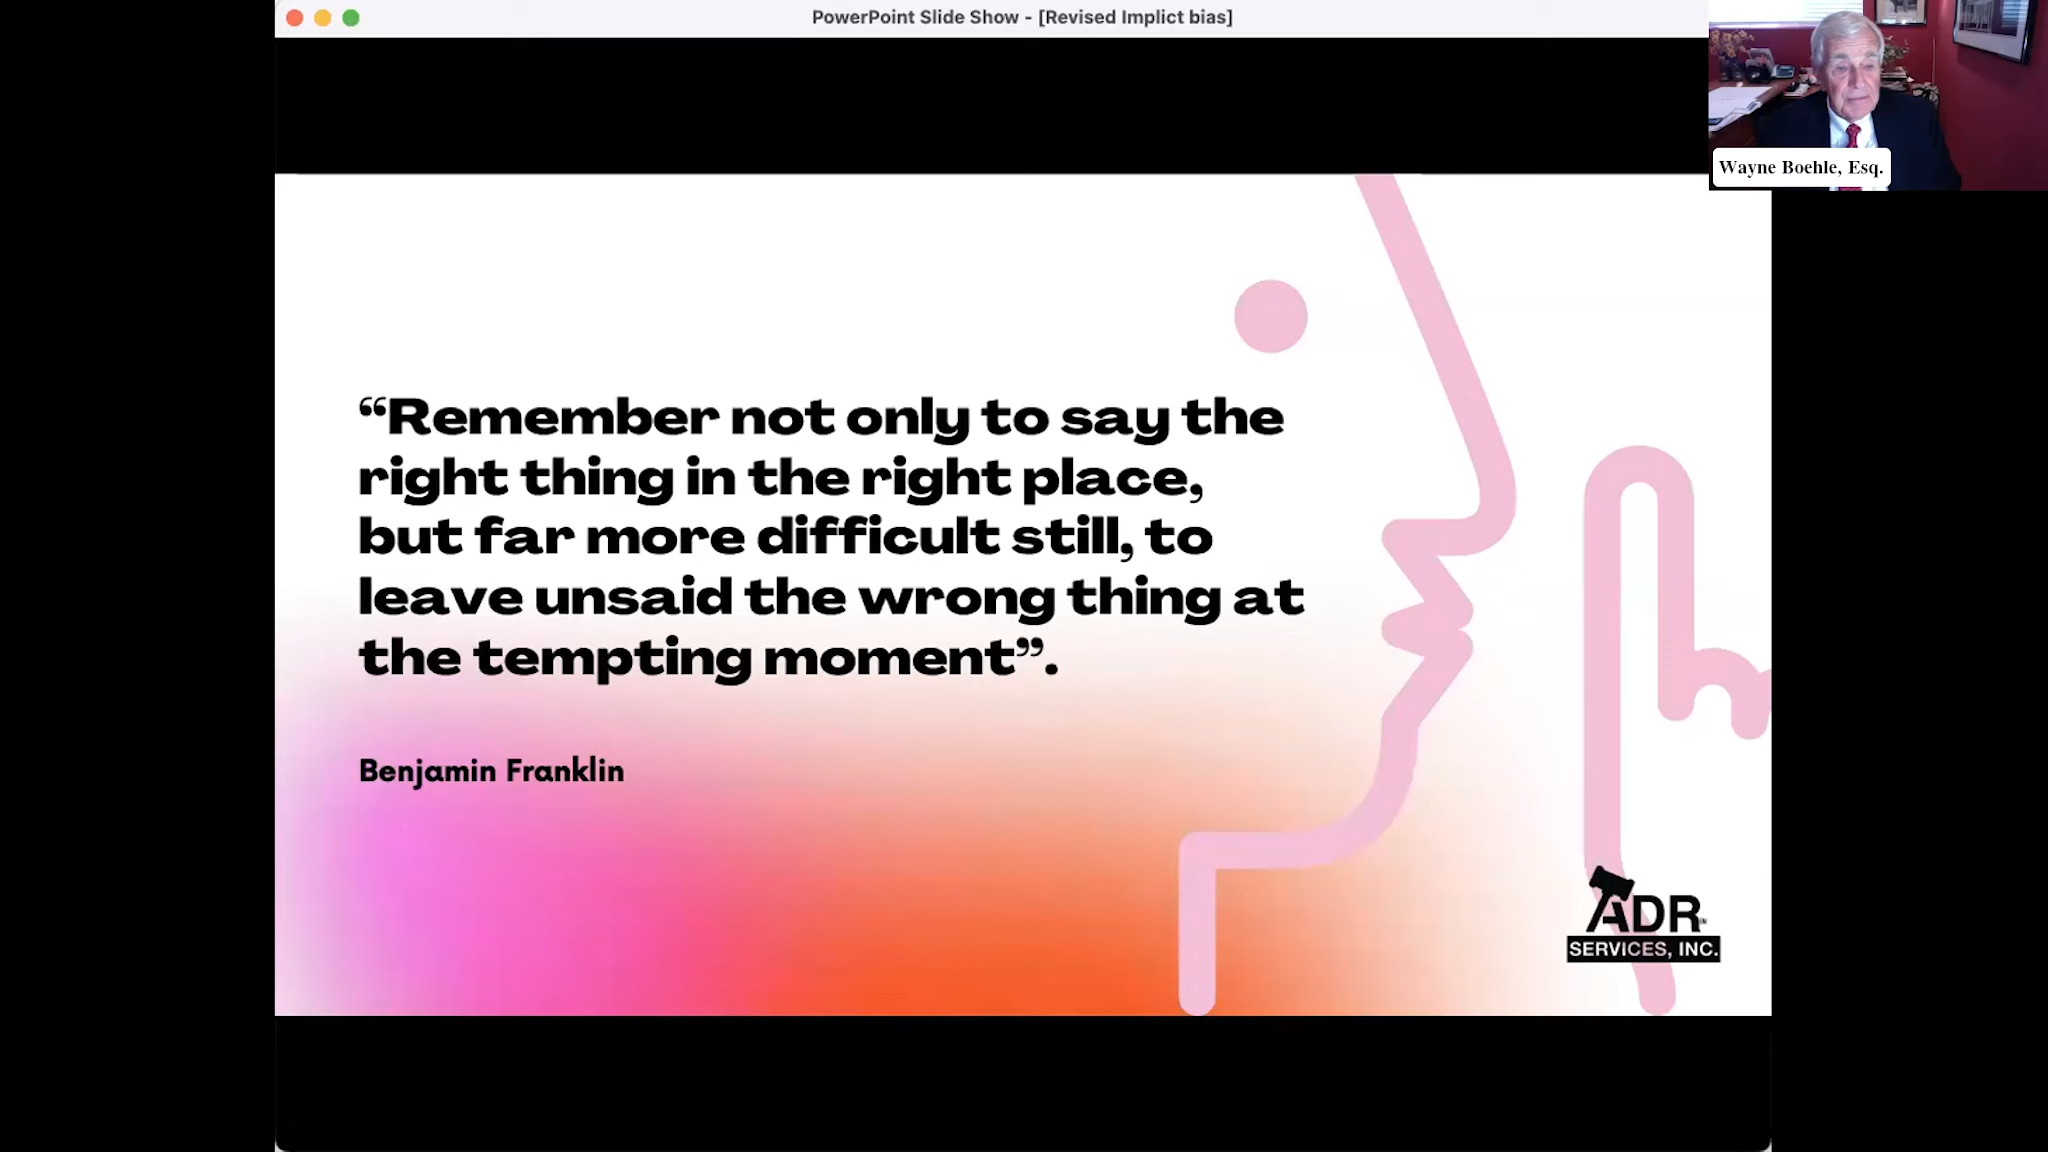 PowerPoint Slide Show - [Revised Implict bias]
Wayne Boehle, Esq.
“Remember not only to say the
right thing in the right place,
but far more difficult still, to
leave unsaid the wrong thing at
the tempting moment”.
Benjamin Franklin
ADR
SERVICES, INC.